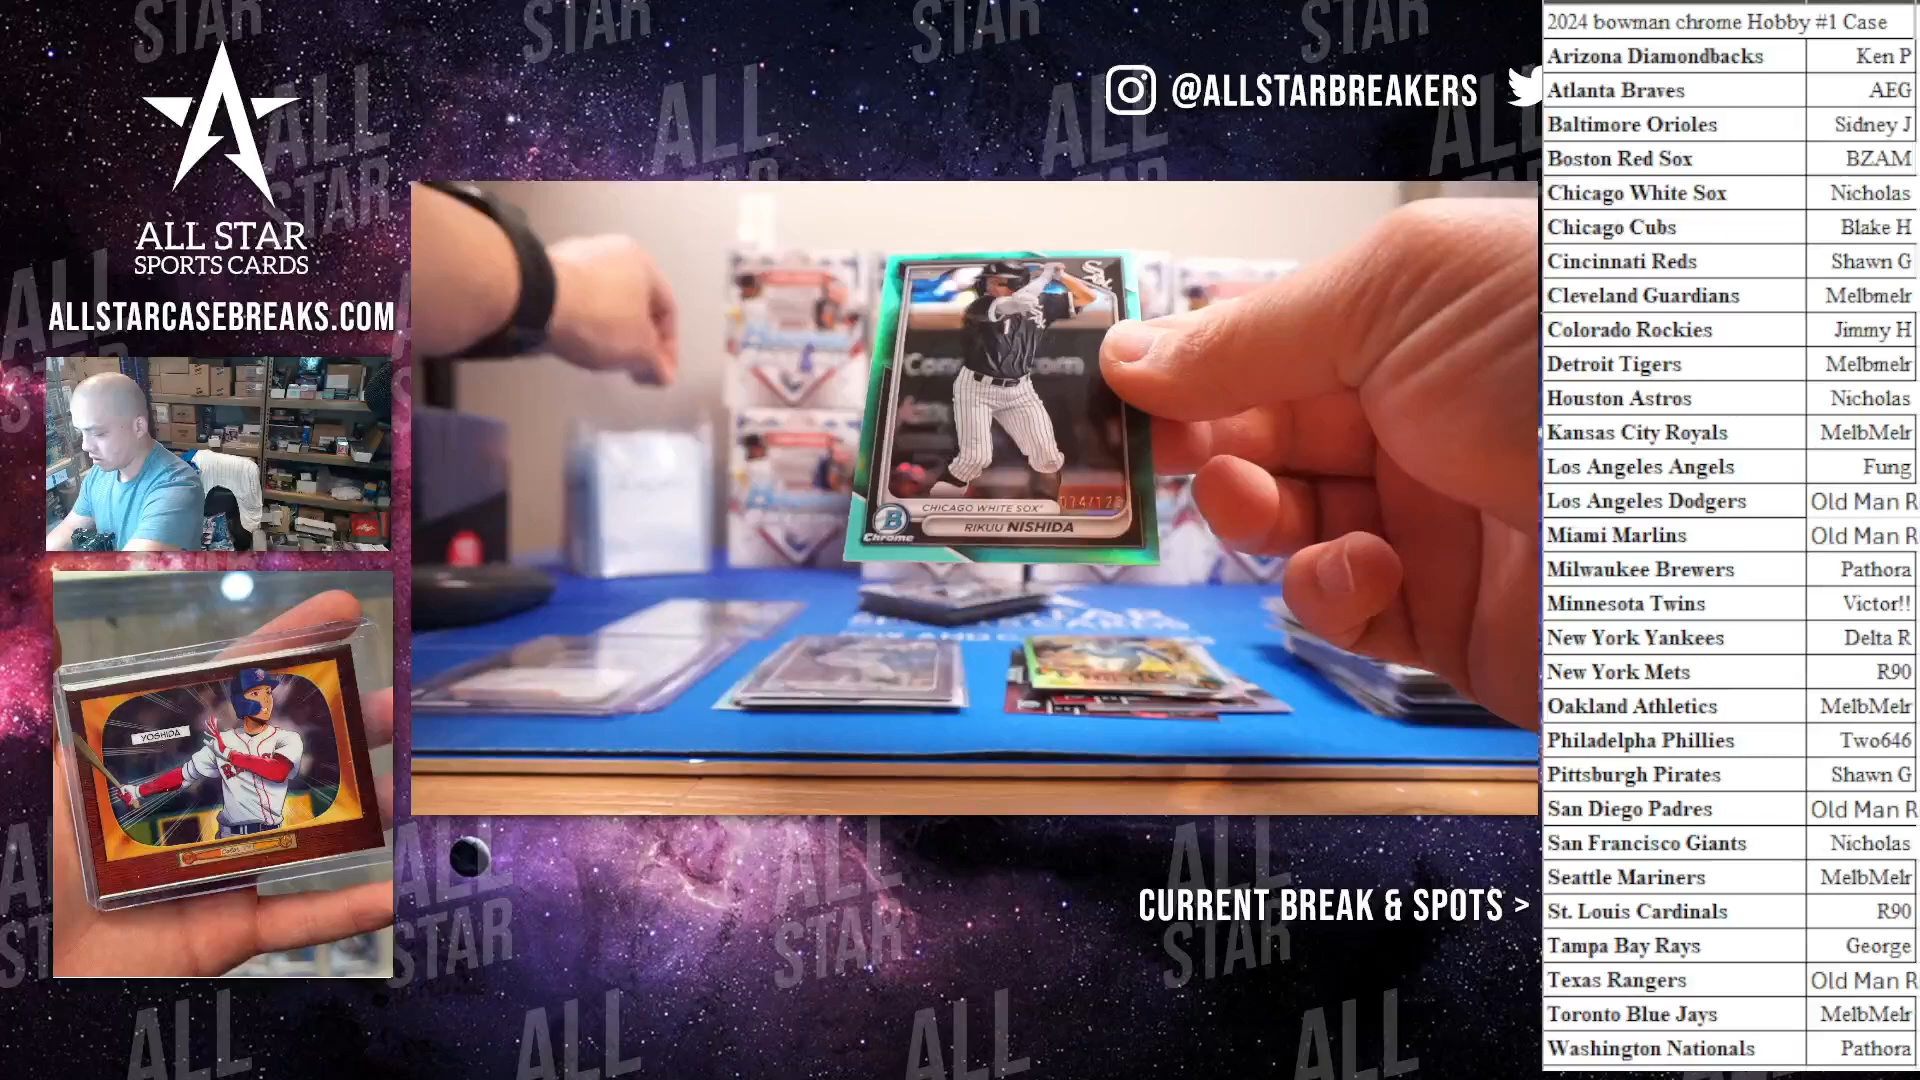 ALL STAR
SPORTS CARDS
ALLSTARCASEBREAKS.COM
@ALLSTARBREAKERS
CHICAGO WHITE SOX
RIKUU NISHIDA
B
Chrome
YOSHIDA
CURRENT BREAK & SPOTS >
2024 bowman chrome Hobby #1 Case
Arizona Diamondbacks Ken P
Atlanta Braves AEG
Baltimore Orioles Sidney J
Boston Red Sox BZAM
Chicago White Sox Nicholas
Chicago Cubs Blake H
Cincinnati Reds Shawn G
Cleveland Guardians Melbmelr
Colorado Rockies Jimmy H
Detroit Tigers Melbmelr
Houston Astros Nicholas
Kansas City Royals MelbMelr
Los Angeles Angels Fung
Los Angeles Dodgers Old Man R
Miami Marlins Old Man R
Milwaukee Brewers Pathora
Minnesota Twins Victor!!
New York Yankees Delta R
New York Mets R90
Oakland Athletics MelbMelr
Philadelpha Phillies Two646
Pittsburgh Pirates Shawn G
San Diego Padres Old Man R
San Francisco Giants Nicholas
Seattle Mariners MelbMelr
St. Louis Cardinals R90
Tampa Bay Rays George
Texas Rangers Old Man R
Toronto Blue Jays MelbMelr
Washington Nationals Pathora